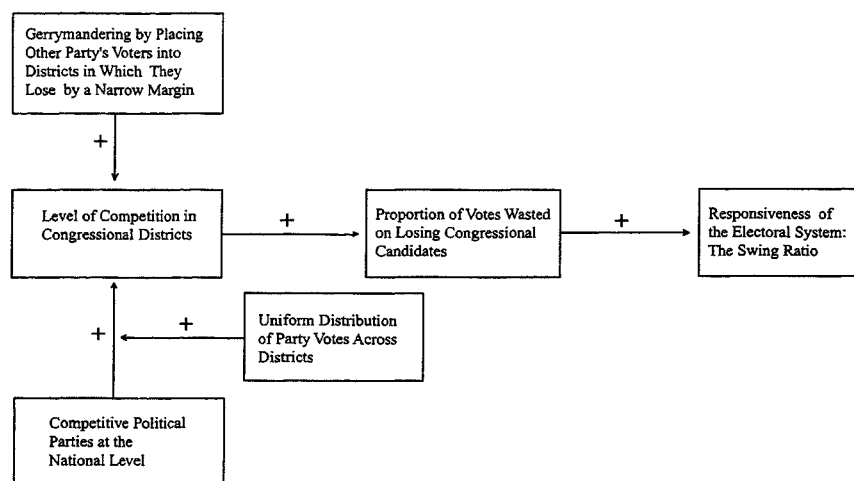 Gerrymandering by Placing
Other Party's Voters into
Districts in Which They
Lose by a Narrow Margin
+
Level of Competition in
Congressional Districts
+
Proportion of Votes Wasted
on Losing Congressional
Candidates
+
Responsiveness of
the Electoral System:
The Swing Ratio
+
+
Uniform Distribution
of Party Votes Across
Districts
Competitive Political
Parties at the
National Level